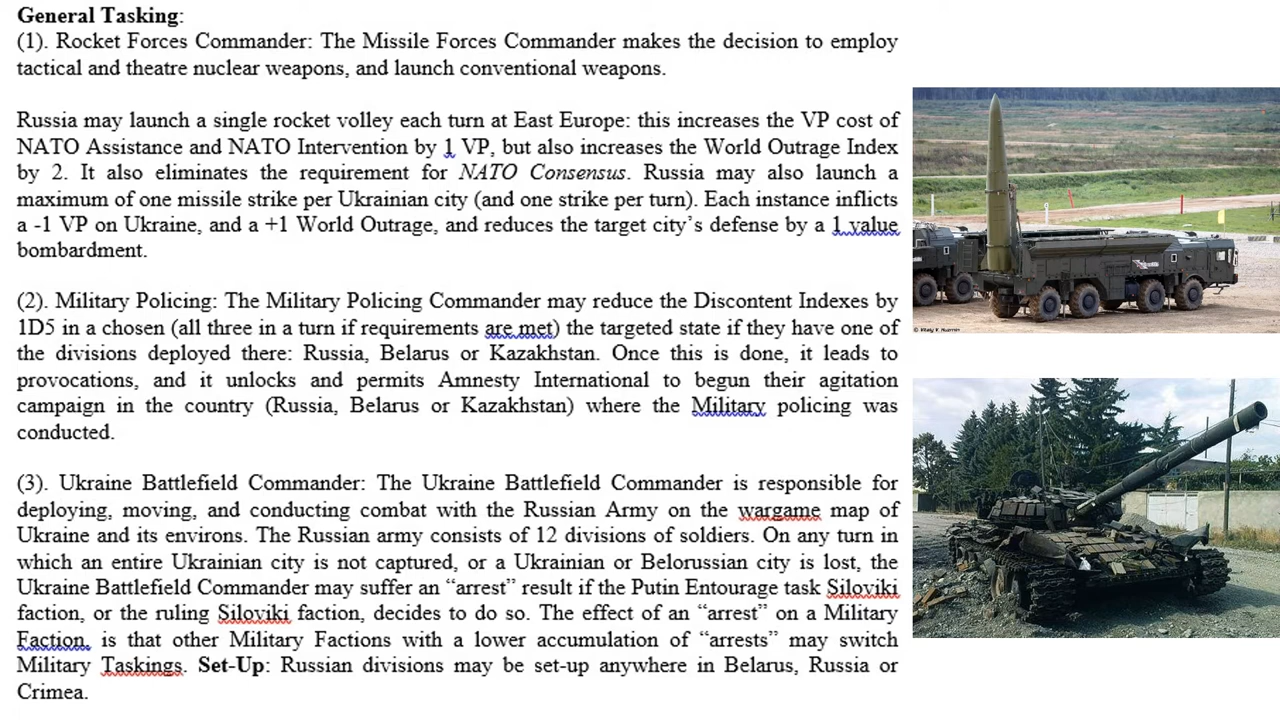 General Tasking:
(1). Rocket Forces Commander: The Missile Forces Commander makes the decision to employ
tactical and theatre nuclear weapons, and launch conventional weapons.
Russia may launch a single rocket volley each turn at East Europe: this increases the VP cost of
NATO Assistance and NATO Intervention by 1 VP, but also increases the World Outrage Index
by 2. It also eliminates the requirement for NATO Consensus. Russia may also launch a
maximum of one missile strike per Ukrainian city (and one strike per turn). Each instance inflicts
a -1 VP on Ukraine, and a +1 World Outrage, and reduces the target city's defense by a 1 value
bombardment.
(2). Military Policing: The Military Policing Commander may reduce the Discontent Indexes by
1D5 in a chosen (all three in a turn if requirements are met) the targeted state if they have one of
the divisions deployed there: Russia, Belarus or Kazakhstan. Once this is done, it leads to
provocations, and it unlocks and permits Amnesty International to begun their agitation
campaign in the country (Russia, Belarus or Kazakhstan) where the Military policing was
conducted.
(3). Ukraine Battlefield Commander: The Ukraine Battlefield Commander is responsible for
deploying, moving, and conducting combat with the Russian Army on the wargame map of
Ukraine and its environs. The Russian army consists of 12 divisions of soldiers. On any turn in
which an entire Ukrainian city is not captured, or a Ukrainian or Belorussian city is lost, the
Ukraine Battlefield Commander may suffer an "arrest" result if the Putin Entourage task Siloviki
faction, or the ruling Siloviki faction, decides to do so. The effect of an "arrest" on a Military
Faction, is that other Military Factions with a lower accumulation of "arrests" may switch
Military Taskings. Set-Up: Russian divisions may be set-up anywhere in Belarus, Russia or
Crimea.